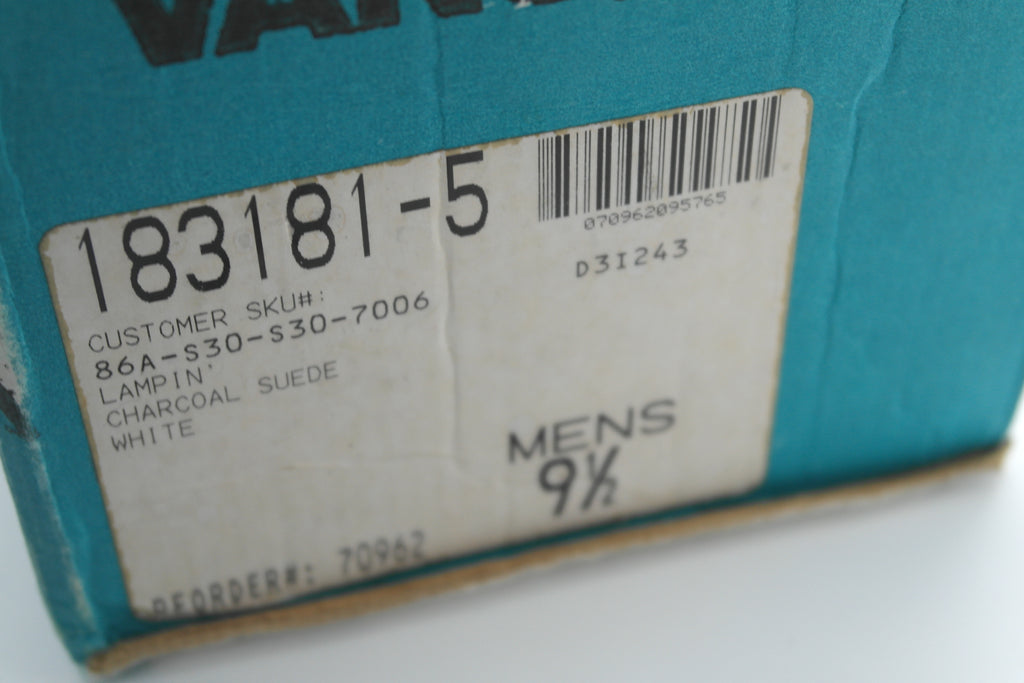 183181-5
070962095765
D3I243
CUSTOMER SKU#:
86A-S30-S30-7006
LAMPIN'
CHARCOAL SUEDE
WHITE
MENS
9½
REORDER#: 70962